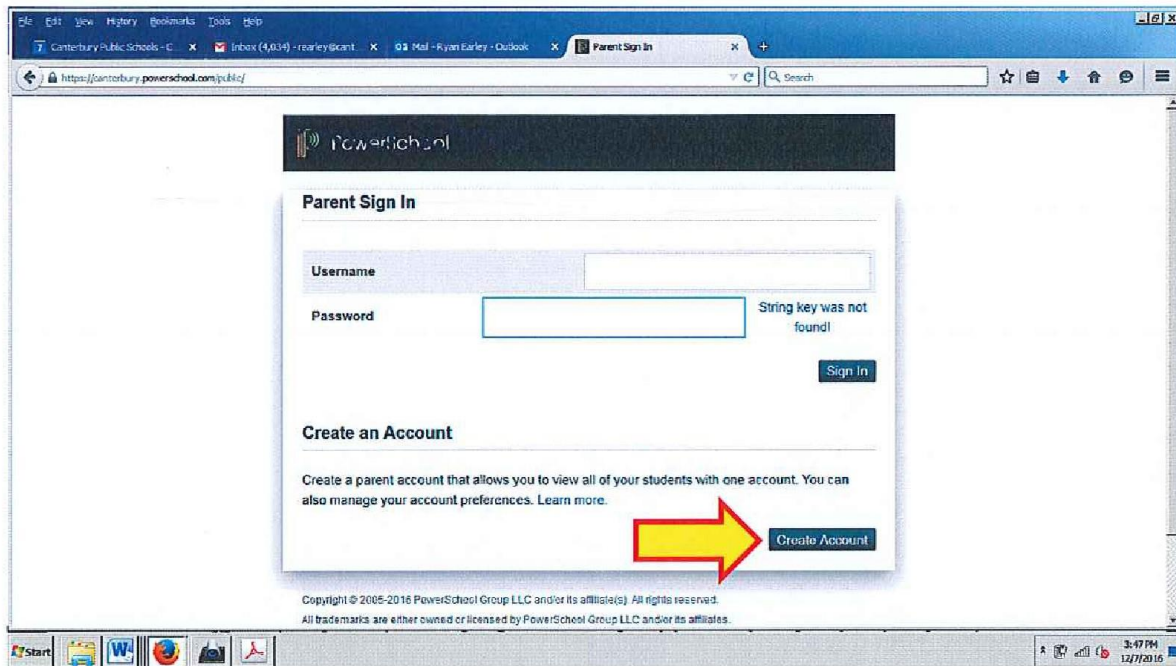 File Edit View History Bookmarks Tools Help
Canterbury Public Schools - C... Inbox (4,034) - rearley@cant... Mail - Ryan Earley - Outlook Parent Sign In
https://canterbury.powerschool.com/public/ Search
PowerSchool
Parent Sign In
Username
Password
String key was not
found!
Sign In
Create an Account
Create a parent account that allows you to view all of your students with one account. You can
also manage your account preferences. Learn more.
Create Account
Copyright © 2005-2016 PowerSchool Group LLC and/or its affiliate(s). All rights reserved.
All trademarks are either owned or licensed by PowerSchool Group LLC and/or its affiliates.
Start
3:47 PM
12/7/2016